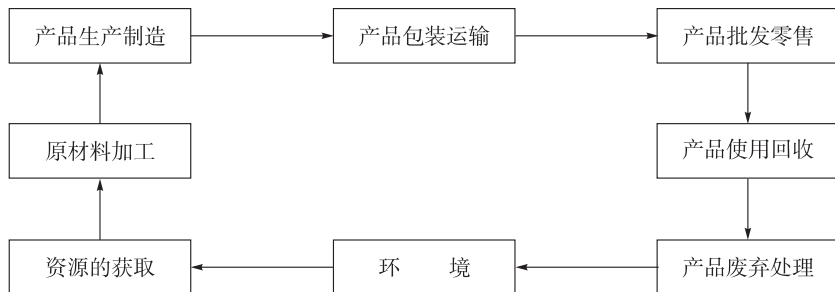 产品生产制造
产品包装运输
产品批发零售
原材料加工
产品使用回收
资源的获取
环 境
产品废弃处理